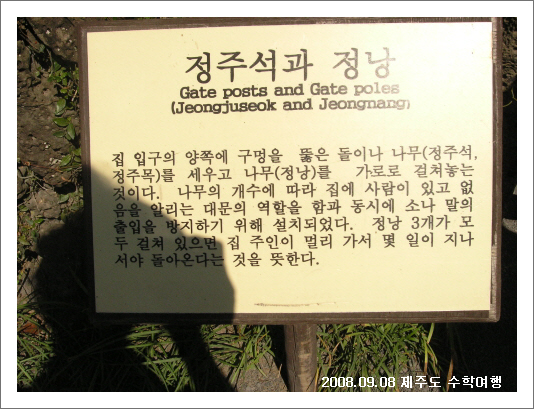 정주석과 정낭
Gate posts and Gate poles
(Jeongjuseok and Jeongnang)
집 입구의 양쪽에 구멍을 뚫은 돌이나 나무(정주석,
정주목)를 세우고 나무(정낭)를 가로로 걸쳐놓는
것이다. 나무의 개수에 따라 집에 사람이 있고 없
음을 알리는 대문의 역할을 함과 동시에 소나 말의
출입을 방지하기 위해 설치되었다. 정낭 3개가 모
두 걸쳐 있으면 집 주인이 멀리 가서 몇 일이 지나
서야 돌아온다는 것을 뜻한다.
2008.09.08 제주도 수학여행